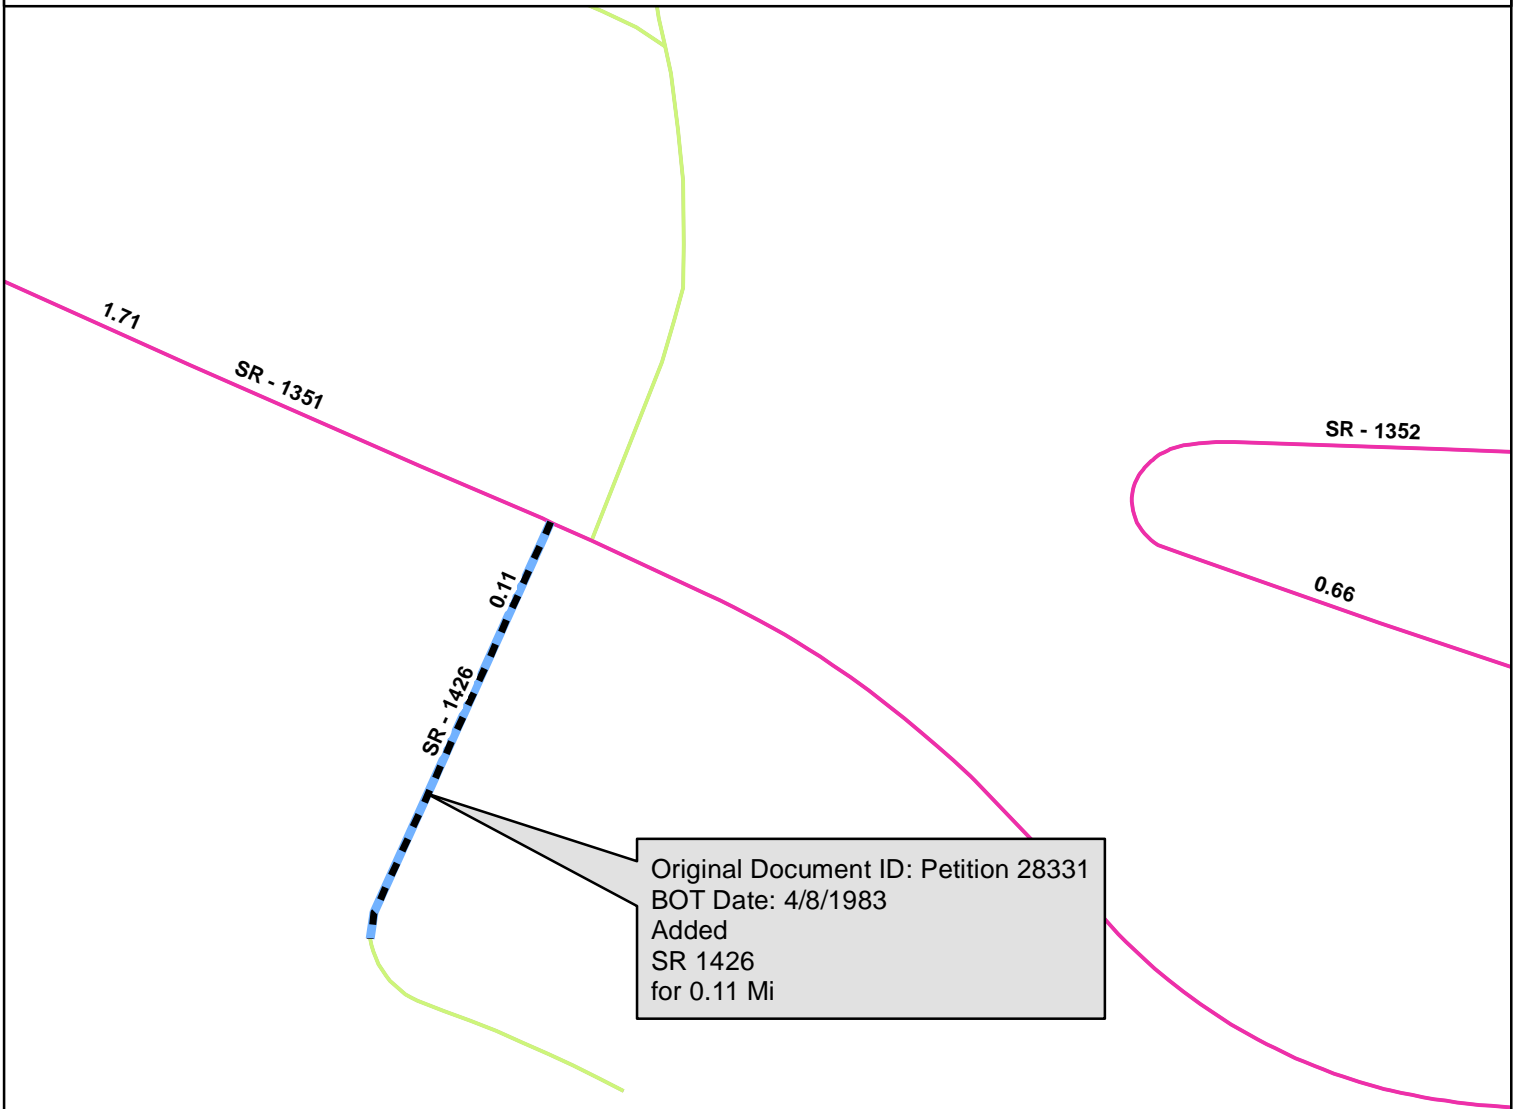 1.71
SR - 1351
SR - 1352
0.66
0.11
SR - 1426
Original Document ID: Petition 28331
BOT Date: 4/8/1983
Added
SR 1426
for 0.11 Mi